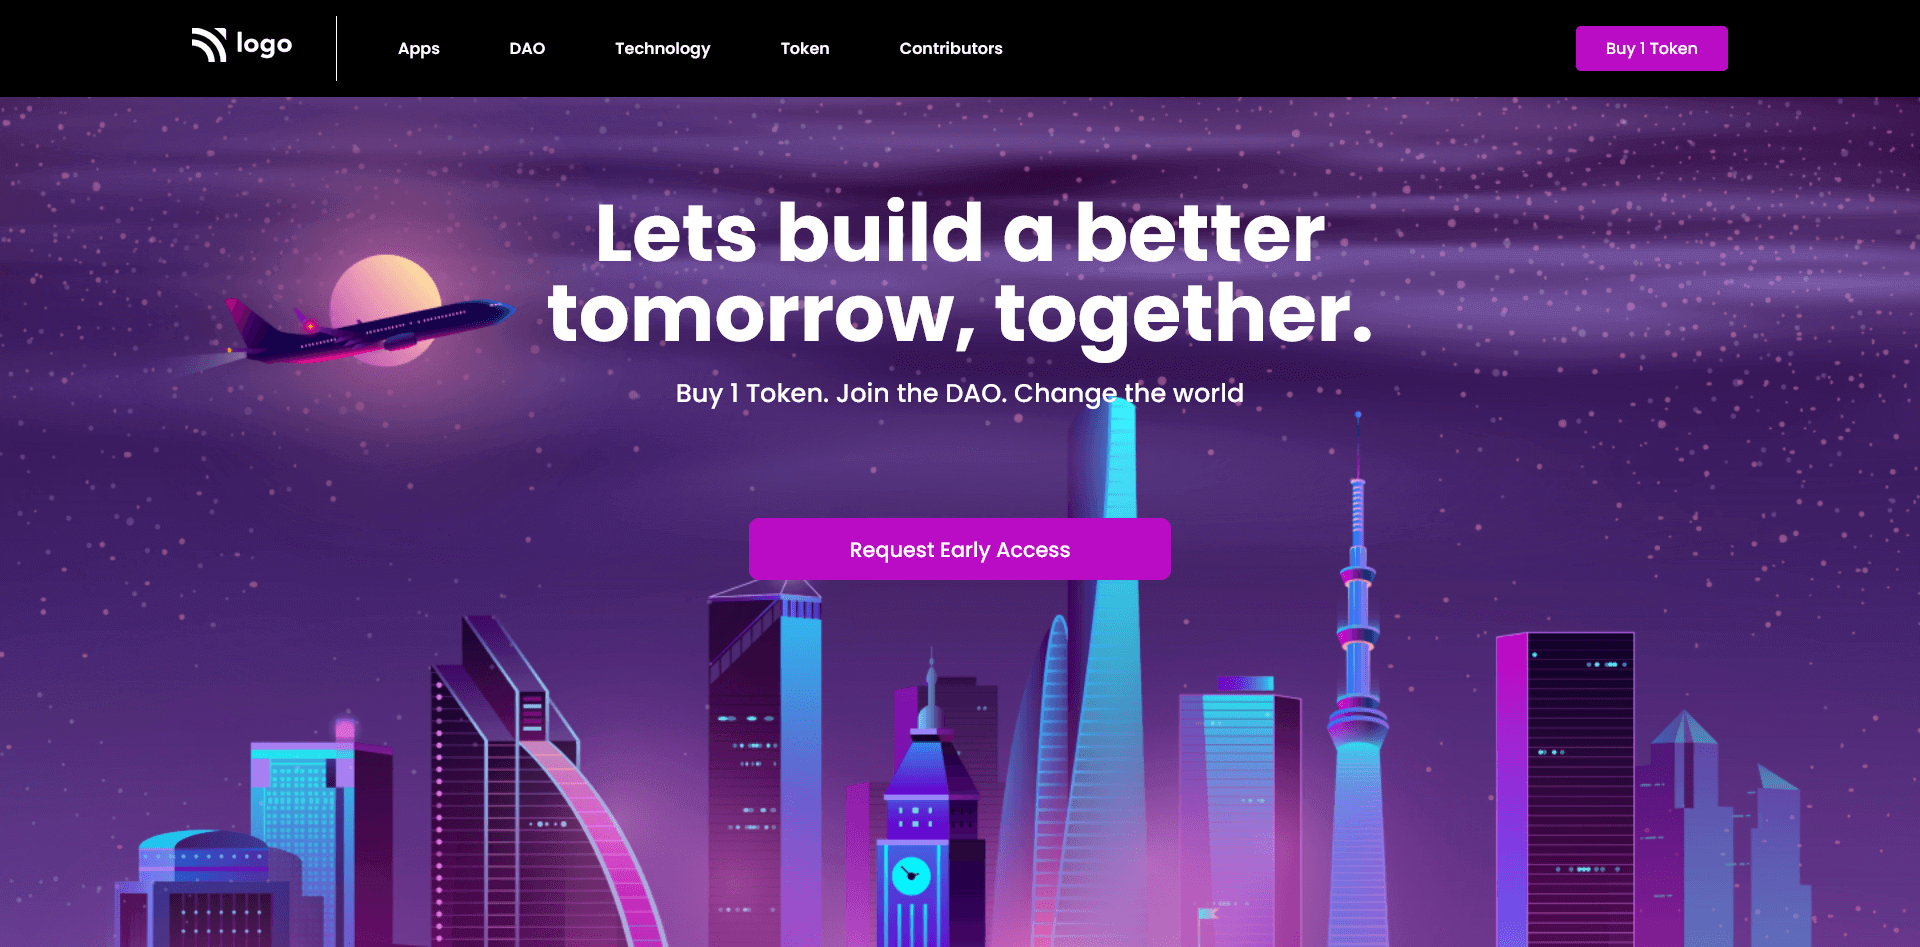 logo
Apps
DAO
Technology
Token
Contributors
Buy 1 Token
Lets build a better
tomorrow, together.
Buy 1 Token. Join the DAO. Change the world
Request Early Access